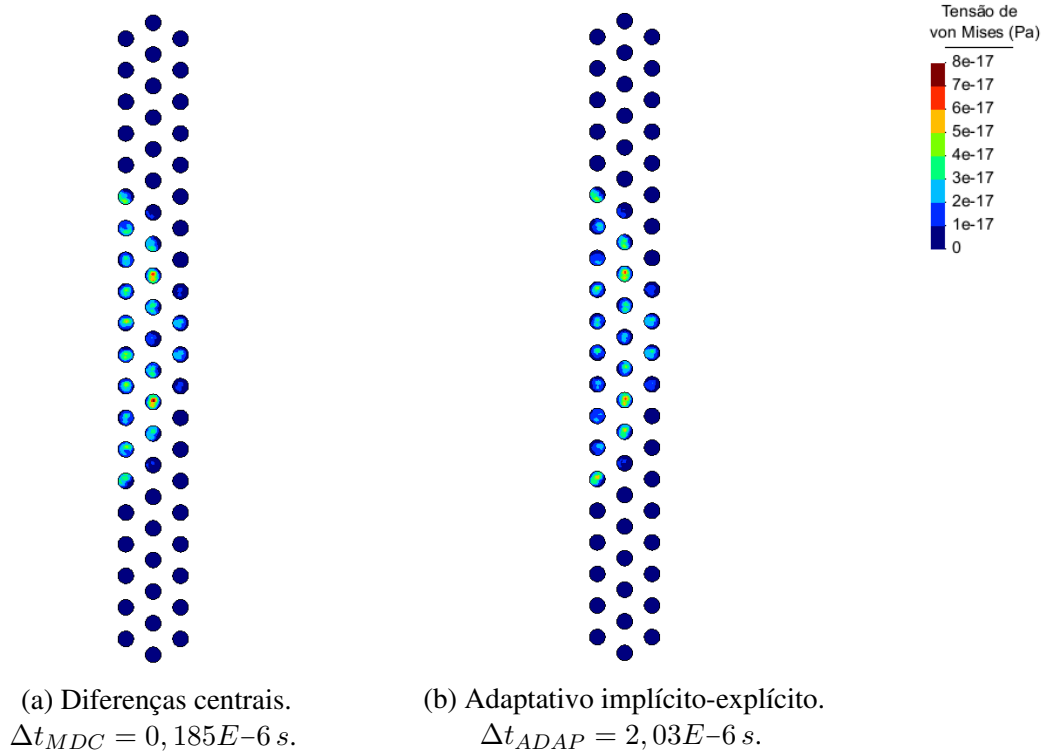 Tensão de
von Mises (Pa)
8e-17
7e-17
6e-17
5e-17
4e-17
3e-17
2e-17
1e-17
0
(a) Diferenças centrais.
Δt_{MDC} = 0, 185E–6 s.
(b) Adaptativo implícito-explícito.
Δt_{ADAP} = 2, 03E–6 s.